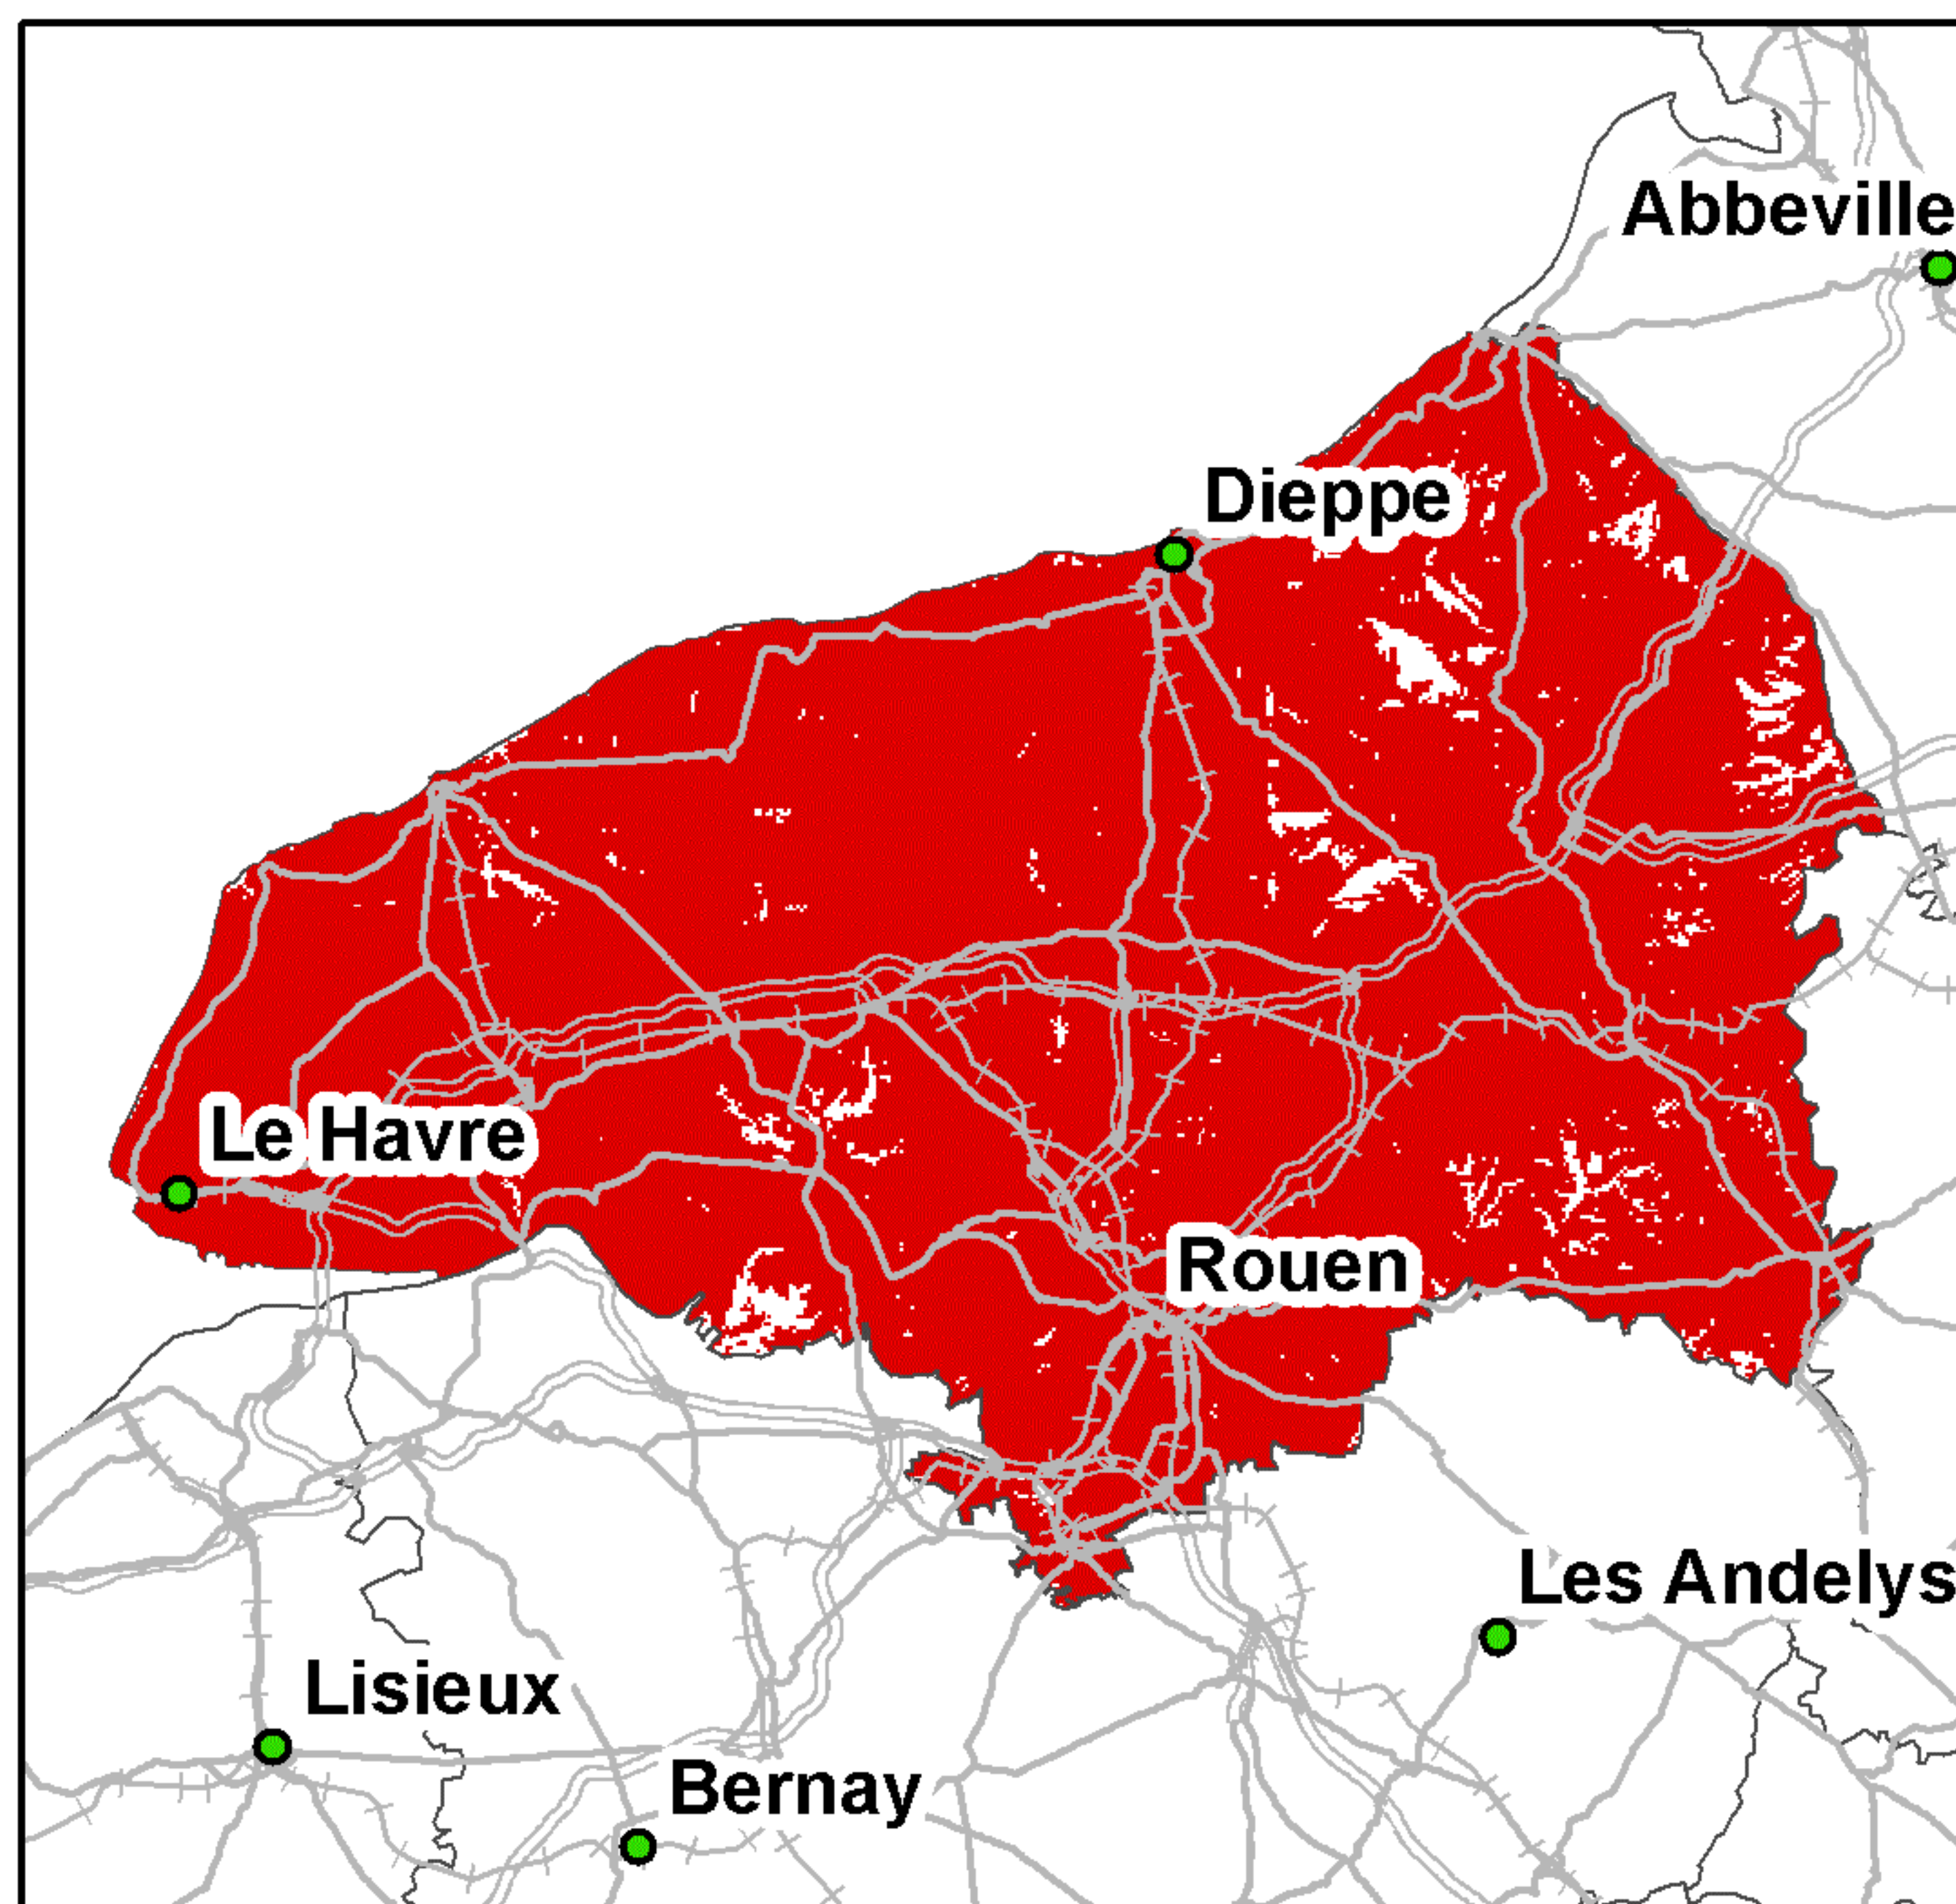 Abbeville
Dieppe
Le Havre
Rouen
Les Andelys
Lisieux
Bernay